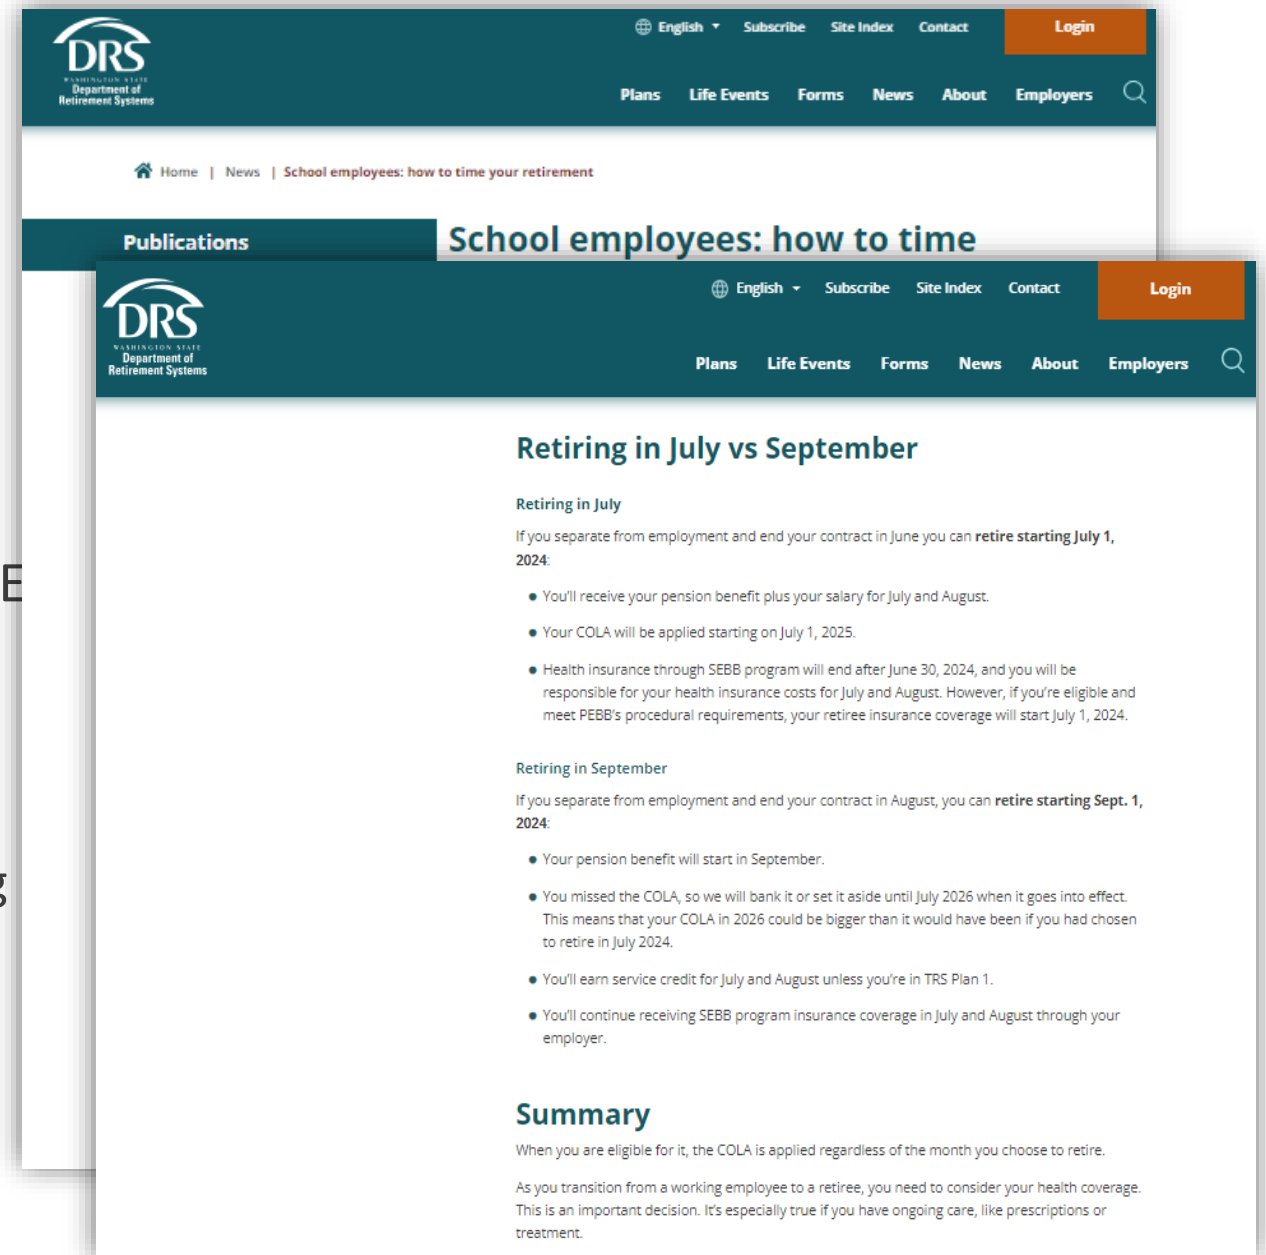 English Subscribe Site Index Contact Login
DRS
WASHINGTON STATE
Department of
Retirement Systems
Plans Life Events Forms News About Employers
Home | News | School employees: how to time your retirement
Publications
School employees: how to time
English Subscribe Site Index Contact Login
DRS
WASHINGTON STATE
Department of
Retirement Systems
Plans Life Events Forms News About Employers
Retiring in July vs September
Retiring in July
If you separate from employment and end your contract in June you can retire starting July 1,
2024:
E
• You'll receive your pension benefit plus your salary for July and August.
• Your COLA will be applied starting on July 1, 2025.
• Health insurance through SEBB program will end after June 30, 2024, and you will be
responsible for your health insurance costs for July and August. However, if you're eligible and
meet PEBB's procedural requirements, your retiree insurance coverage will start July 1, 2024.
Retiring in September
If you separate from employment and end your contract in August, you can retire starting Sept. 1,
2024:
• Your pension benefit will start in September.
g
• You missed the COLA, so we will bank it or set it aside until July 2026 when it goes into effect.
This means that your COLA in 2026 could be bigger than it would have been if you had chosen
to retire in July 2024.
• You'll earn service credit for July and August unless you're in TRS Plan 1.
• You'll continue receiving SEBB program insurance coverage in July and August through your
employer.
Summary
When you are eligible for it, the COLA is applied regardless of the month you choose to retire.
As you transition from a working employee to a retiree, you need to consider your health coverage.
This is an important decision. It's especially true if you have ongoing care, like prescriptions or
treatment.